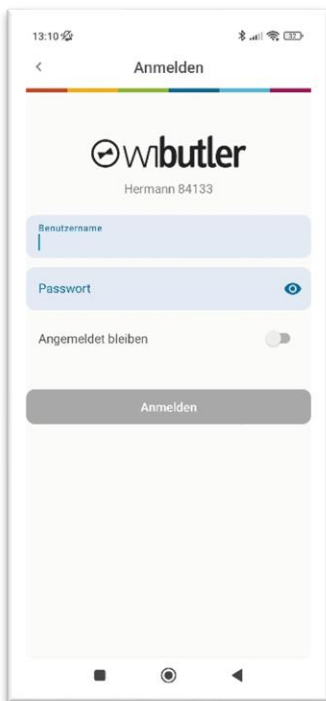 13:10
Anmelden
wibutler
Hermann 84133
Benutzername
Passwort
Angemeldet bleiben
Anmelden